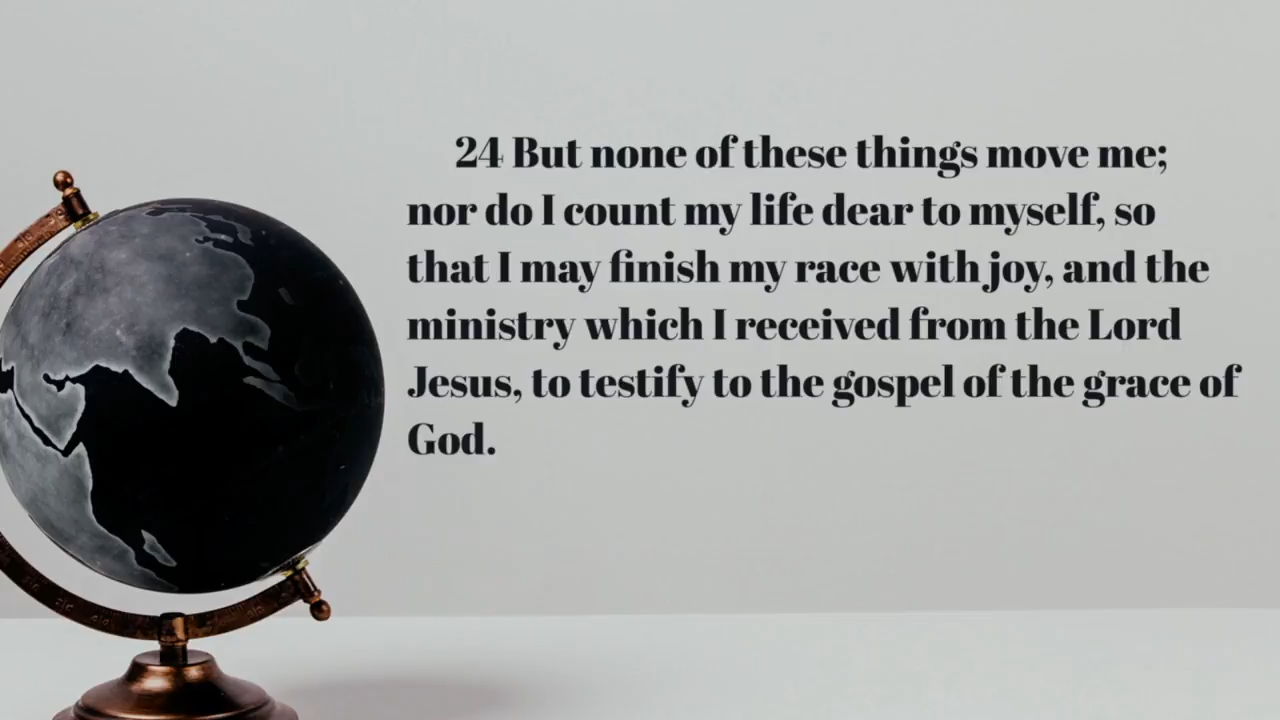 24 But none of these things move me;
nor do I count my life dear to myself, so
that I may finish my race with joy, and the
ministry which I received from the Lord
Jesus, to testify to the gospel of the grace of
God.